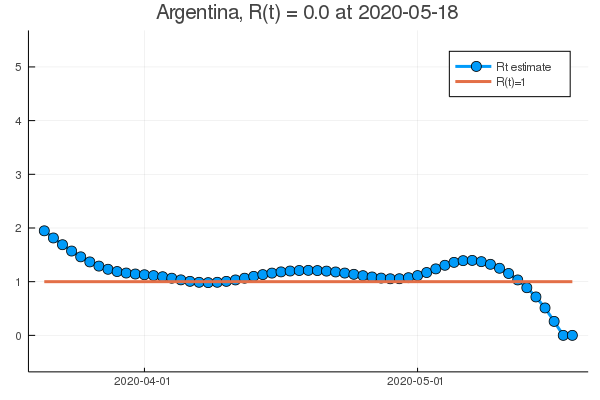 Argentina, R(t) = 0.0 at 2020-05-18
Rt estimate
R(t)=1
5
4
3
2
1
0
2020-04-01
2020-05-01